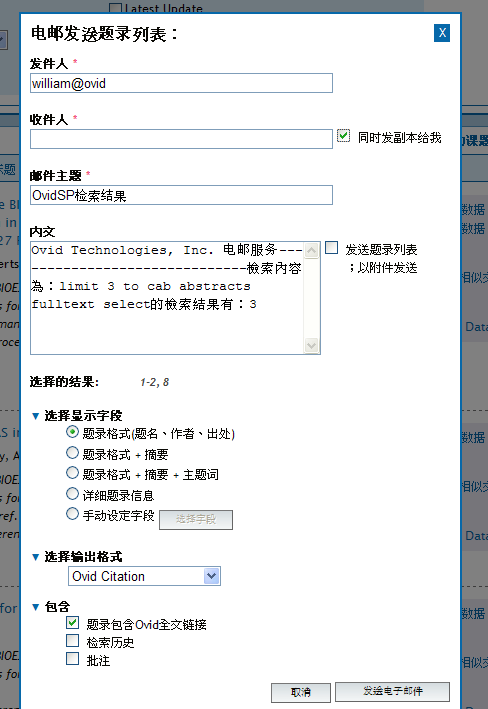 Latest Update
电邮发送题录列表：
X
发件人 *
william@ovid
收件人 *
同时发副本给我
邮件主题 *
OvidSP检索结果
内文
Ovid Technologies, Inc. 电邮服务---
---------------------------檢索內容
為：limit 3 to cab abstracts
fulltext select的檢索結果有：3
发送题录列表
；以附件发送
选择的结果: 1-2, 8
▼ 选择显示字段
题录格式(题名、作者、出处)
题录格式 + 摘要
题录格式 + 摘要 + 主题词
详细题录信息
手动设定字段 选择字段
▼ 选择输出格式
Ovid Citation
▼ 包含
题录包含Ovid全文链接
检索历史
批注
取消 发送电子邮件